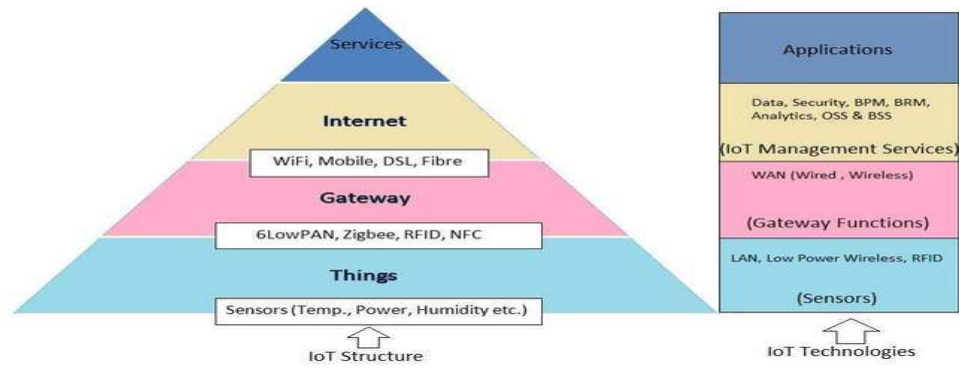 Services
Internet
WiFi, Mobile, DSL, Fibre
Gateway
6LowPAN, Zigbee, RFID, NFC
Things
Sensors (Temp., Power, Humidity etc.)
IoT Structure
Applications
Data, Security, BPM, BRM,
Analytics, OSS & BSS
(IoT Management Services)
WAN (Wired , Wireless)
(Gateway Functions)
LAN, Low Power Wireless, RFID
(Sensors)
IoT Technologies